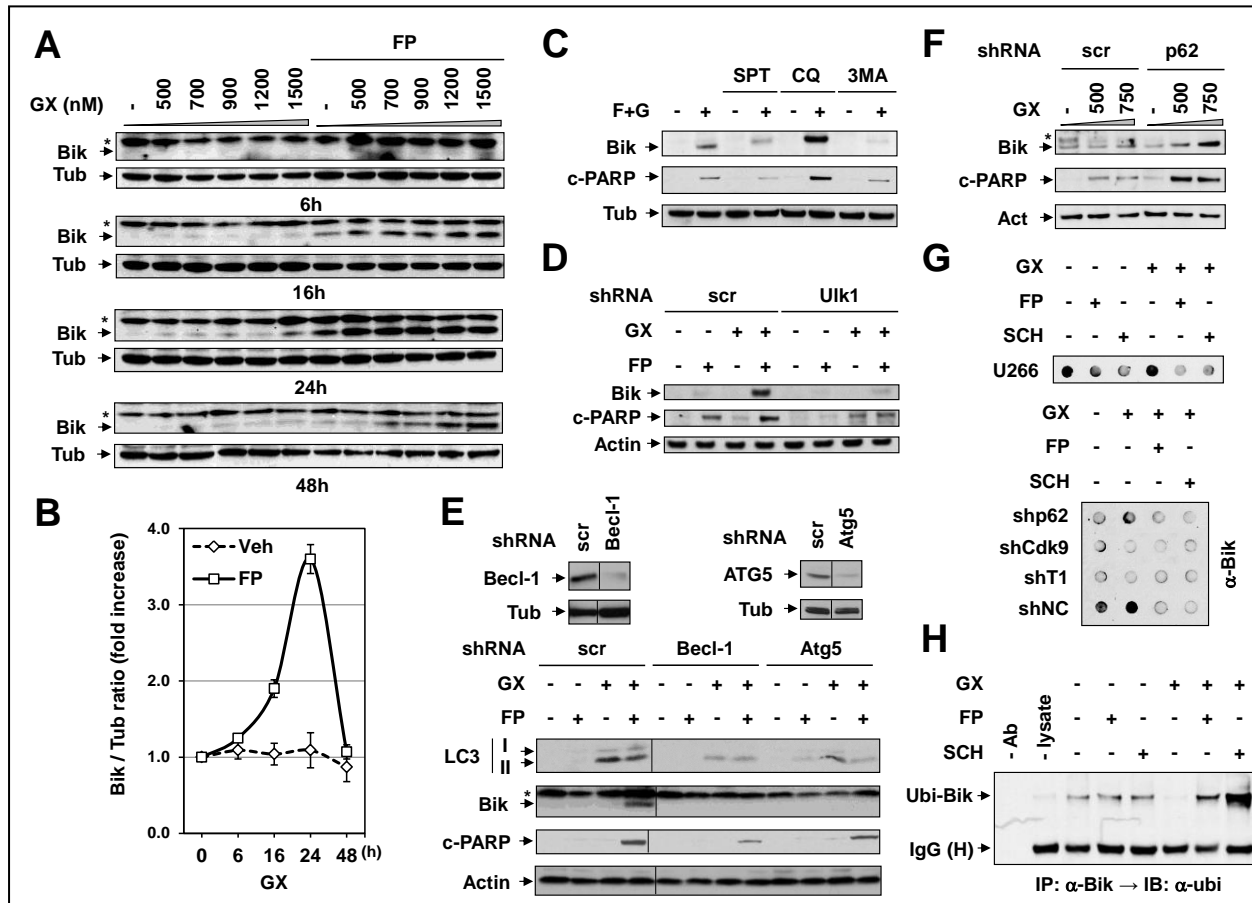 A
FP
GX (nM) - 500 700 900 1200 1500 - 500 700 900 1200 1500
*
Bik
Tub
6h
*
Bik
Tub
16h
*
Bik
Tub
24h
*
Bik
Tub
48h
B
Bik / Tub ratio (fold increase)
4.0
3.0
2.0
1.0
0.0
Veh
FP
0 6 16 24 48 (h)
GX
C
SPT CQ 3MA
F+G - + - + - + - +
Bik
c-PARP
Tub
D
shRNA scr Ulk1
GX - - + + - - + +
FP - + - + - + - +
Bik
c-PARP
Actin
E
shRNA scr Becl-1
Becl-1
Tub
shRNA scr Atg5
ATG5
Tub
shRNA scr Becl-1 Atg5
GX - - + + - - + + - - + +
FP - + - + - + - + - + - +
LC3 I
II
*
Bik
c-PARP
Actin
F
shRNA scr p62
GX - 500 750 - 500 750
*
Bik
c-PARP
Act
G
GX - - - + + +
FP - + - - + -
SCH - - + - - +
U266
GX - + + +
FP - - + -
SCH - - - +
shp62
shCdk9
shT1
shNC
α-Bik
H
GX - - - + + +
FP - + - - + -
SCH - - + - - +
- Ab
- lysate
Ubi-Bik
IgG (H)
IP: α-Bik → IB: α-ubi